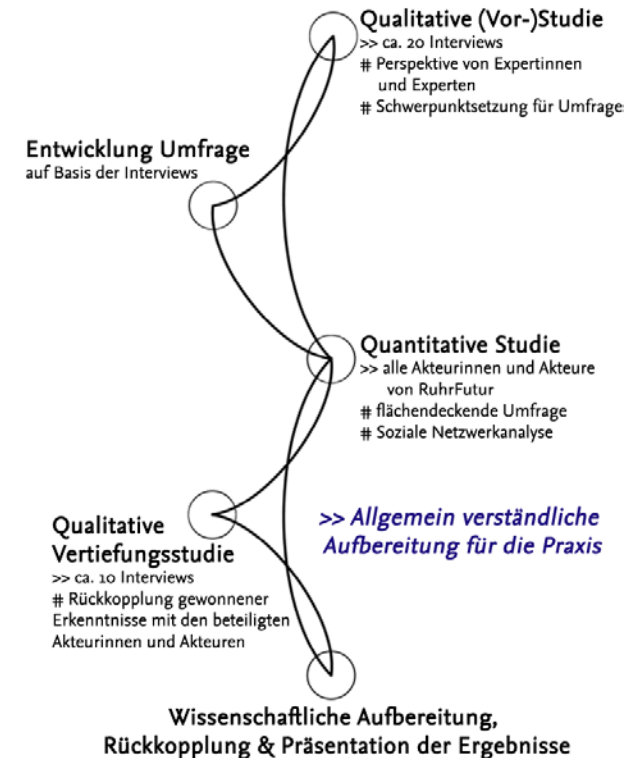 Qualitative (Vor-)Studie
>> ca. 20 Interviews
# Perspektive von Expertinnen
und Experten
# Schwerpunktsetzung für Umfrage
Entwicklung Umfrage
auf Basis der Interviews
Quantitative Studie
>> alle Akteurinnen und Akteure
von RuhrFutur
# flächendeckende Umfrage
# Soziale Netzwerkanalyse
>> Allgemein verständliche
Aufbereitung für die Praxis
Qualitative
Vertiefungsstudie
>> ca. 10 Interviews
# Rückkopplung gewonnener
Erkenntnisse mit den beteiligten
Akteurinnen und Akteuren
Wissenschaftliche Aufbereitung,
Rückkopplung & Präsentation der Ergebnisse